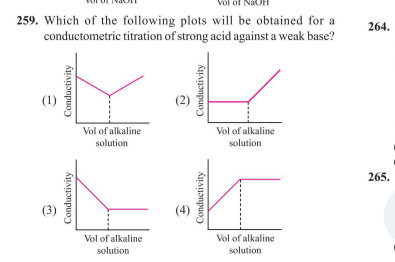 Vol of NaOH Vol of NaOH
259. Which of the following plots will be obtained for a
conductometric titration of strong acid against a weak base?
(1) Conductivity
Vol of alkaline
solution
(2) Conductivity
Vol of alkaline
solution
(3) Conductivity
Vol of alkaline
solution
(4) Conductivity
Vol of alkaline
solution
264.
265.